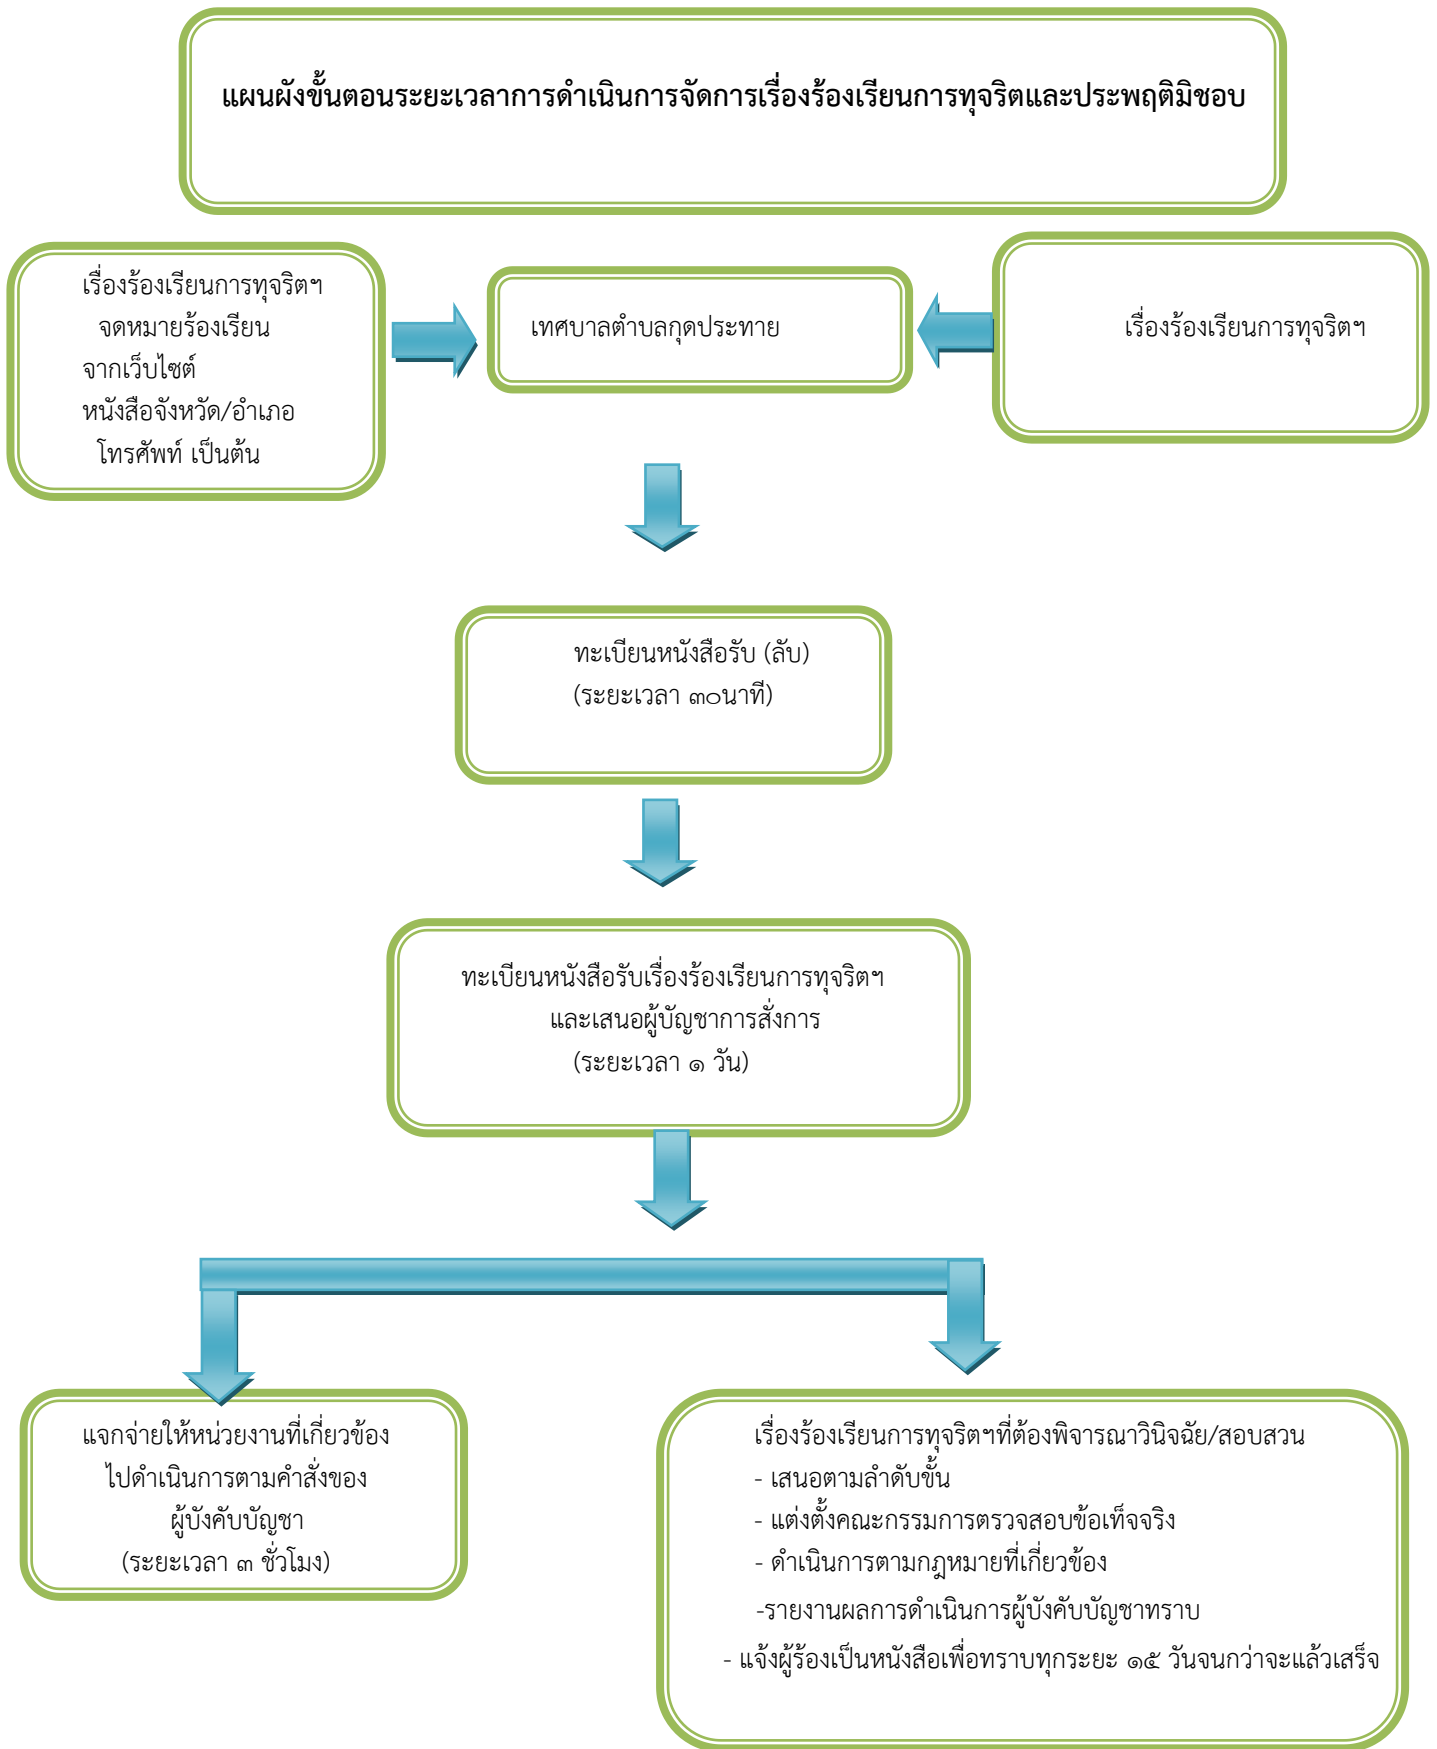 แผนผังขั้นตอนระยะเวลาการดำเนินการจัดการเรื่องร้องเรียนการทุจริตและประพฤติมิชอบ
เรื่องร้องเรียนการทุจริตฯ
จดหมายร้องเรียน
จากเว็บไซต์
หนังสือจังหวัด/อำเภอ
โทรศัพท์ เป็นต้น
เทศบาลตำบลกุดประทาย
เรื่องร้องเรียนการทุจริตฯ
ทะเบียนหนังสือรับ (ลับ)
(ระยะเวลา ๓๐นาที)
ทะเบียนหนังสือรับเรื่องร้องเรียนการทุจริตฯ
และเสนอผู้บัญชาการสั่งการ
(ระยะเวลา ๑ วัน)
แจกจ่ายให้หน่วยงานที่เกี่ยวข้อง
ไปดำเนินการตามคำสั่งของ
ผู้บังคับบัญชา
(ระยะเวลา ๓ ชั่วโมง)
เรื่องร้องเรียนการทุจริตฯที่ต้องพิจารณาวินิจฉัย/สอบสวน
- เสนอตามลำดับขั้น
- แต่งตั้งคณะกรรมการตรวจสอบข้อเท็จจริง
- ดำเนินการตามกฎหมายที่เกี่ยวข้อง
-รายงานผลการดำเนินการผู้บังคับบัญชาทราบ
- แจ้งผู้ร้องเป็นหนังสือเพื่อทราบทุกระยะ ๑๕ วันจนกว่าจะแล้วเสร็จ